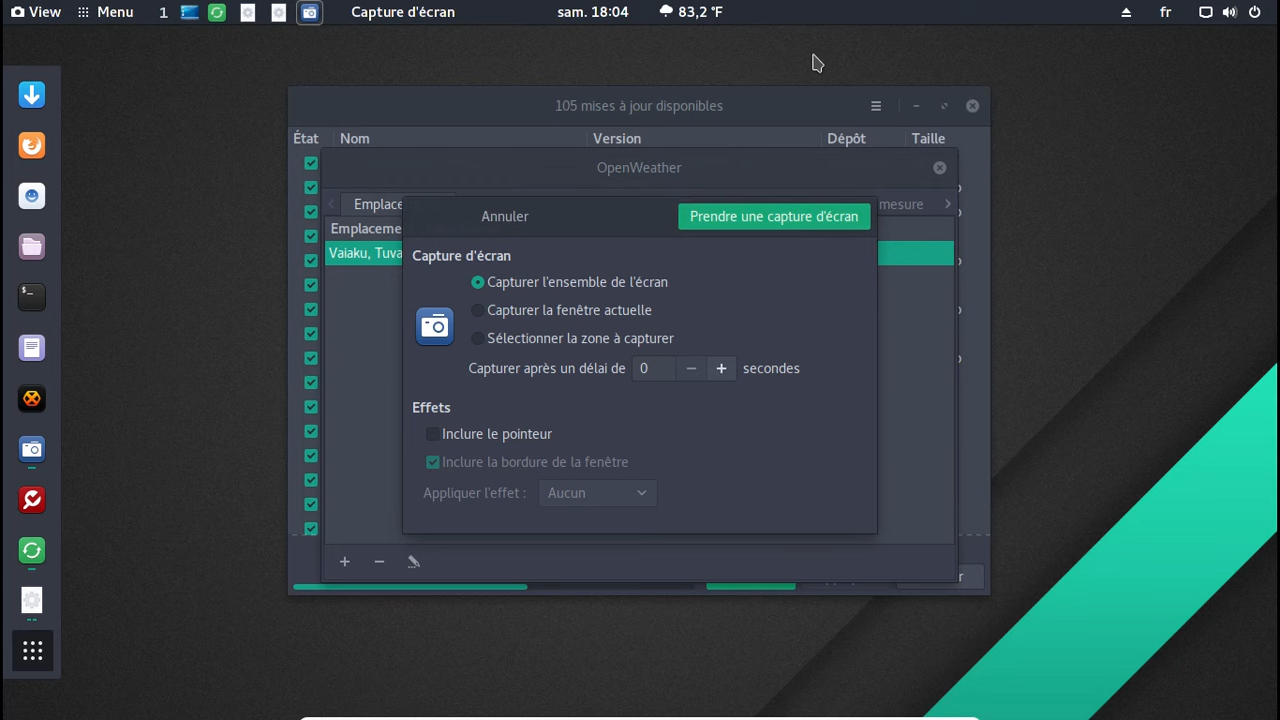 View Menu 1 Capture d'écran sam. 18:04 83,2 °F fr
105 mises à jour disponibles
État Nom Version Dépôt Taille
OpenWeather
Emplace mesure
Annuler Prendre une capture d'écran
Emplaceme
Vaiaku, Tuva
Capture d'écran
Capturer l'ensemble de l'écran
Capturer la fenêtre actuelle
Sélectionner la zone à capturer
Capturer après un délai de 0 − + secondes
Effets
Inclure le pointeur
Inclure la bordure de la fenêtre
Appliquer l'effet : Aucun